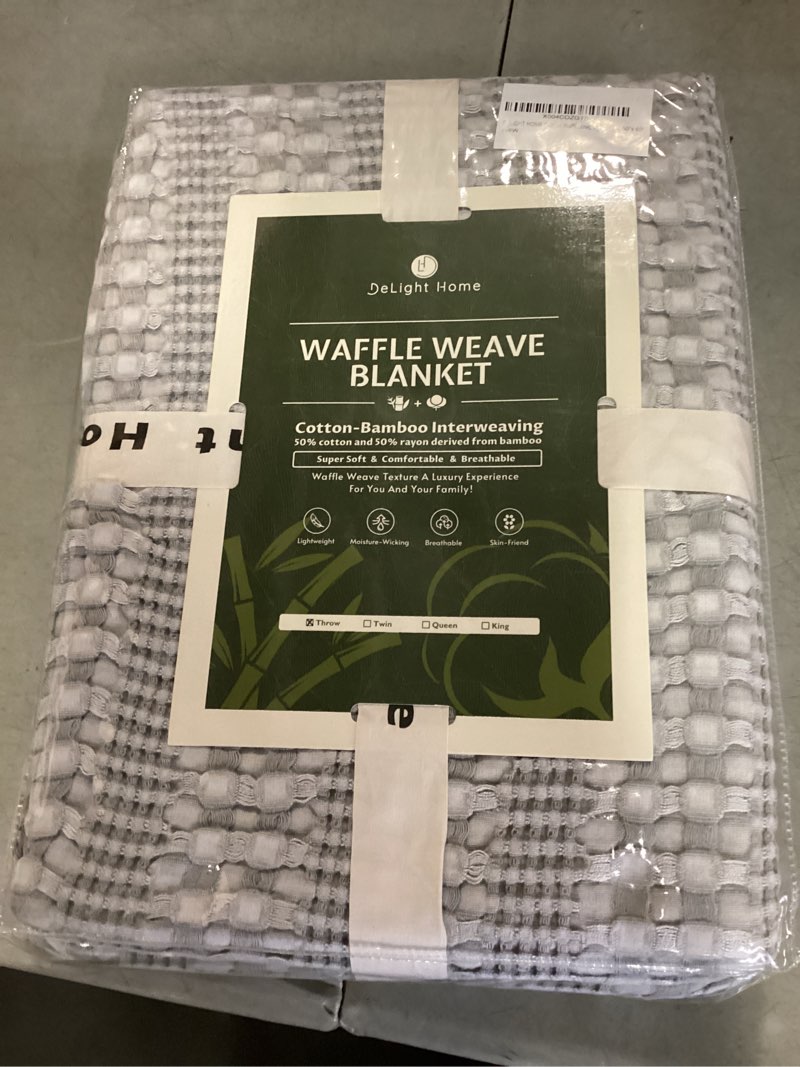 DeLight Home
WAFFLE WEAVE
BLANKET
+
Cotton-Bamboo Interweaving
50% cotton and 50% rayon derived from bamboo
Super Soft & Comfortable & Breathable
Waffle Weave Texture A Luxury Experience
For You And Your Family!
Lightweight Moisture-Wicking Breathable Skin-Friend
Throw Twin Queen King
nt Ho
e